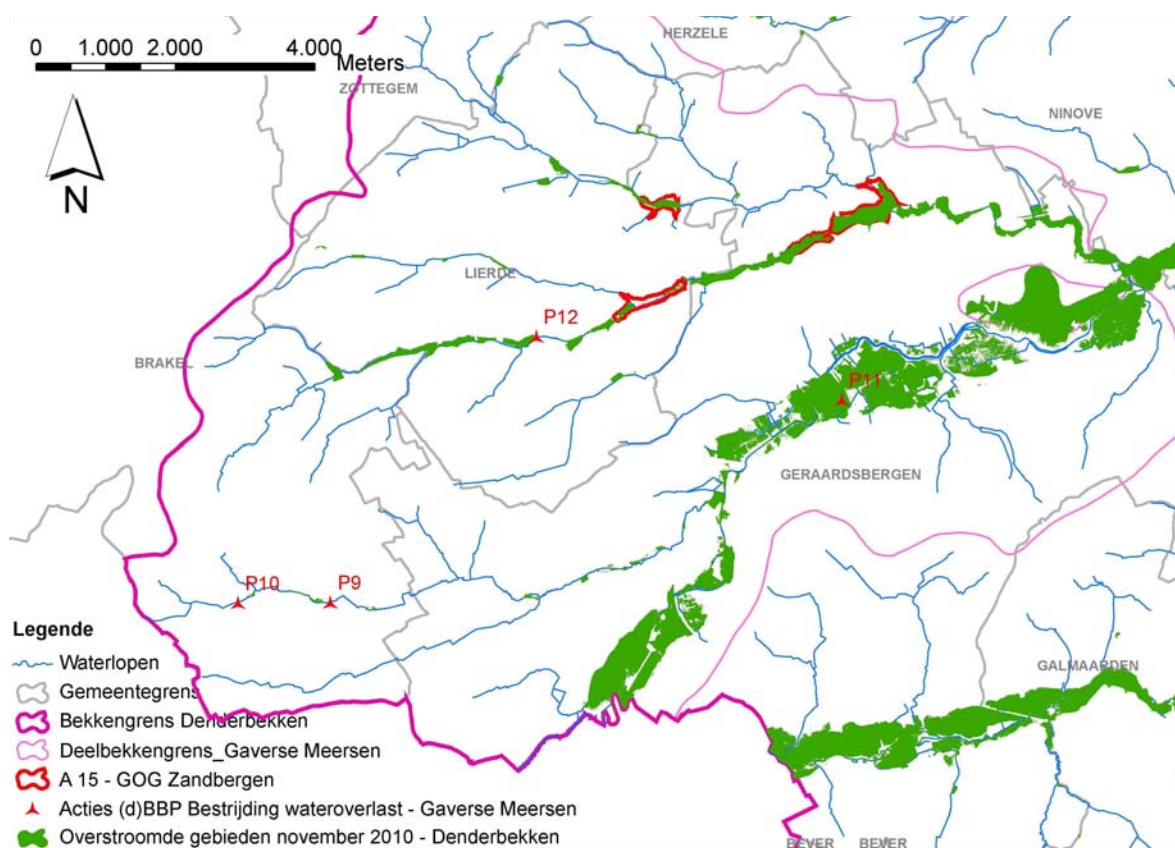 HERZELE
0 1.000 2.000 4.000
Meters
ZOTTEGEM
NINOVE
N
LIERDE
P12
BRAKEL
P11
GERAARDSBERGEN
P10
P9
Legende
Waterlopen
Gemeentegrens
GALMAARDEN
Bekkengrens Denderbekken
Deelbekkengrens_Gaverse Meersen
A 15 - GOG Zandbergen
Acties (d)BBP Bestrijding wateroverlast - Gaverse Meersen
Overstroomde gebieden november 2010 - Denderbekken
BEVER BEVER